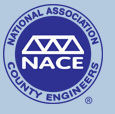 NATIONAL ASSOCIATION
NACE
COUNTY ENGINEERS
®